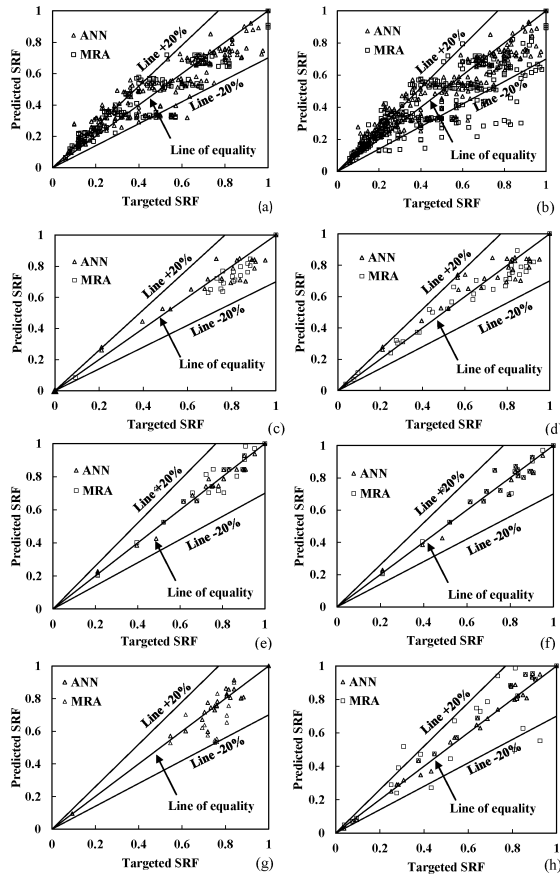 1
0.8
0.6
0.4
0.2
0
Predicted SRF
ANN
MRA
Line +20%
Line -20%
Line of equality
0.2 0.4 0.6 0.8 1
Targeted SRF
(a)
1
0.8
0.6
0.4
0.2
0
Predicted SRF
ANN
MRA
Line +20%
Line -20%
Line of equality
0 0.2 0.4 0.6 0.8 1
Targeted SRF
(b)
1
0.8
0.6
0.4
0.2
0
Predicted SRF
ANN
MRA
Line +20%
Line -20%
Line of equality
0 0.2 0.4 0.6 0.8 1
Targeted SRF
(c)
1
0.8
0.6
0.4
0.2
0
Predicted SRF
ANN
MRA
Line +20%
Line -20%
Line of equality
0 0.2 0.4 0.6 0.8 1
Targeted SRF
(d)
1
0.8
0.6
0.4
0.2
0
Predicted SRF
ANN
MRA
Line +20%
Line -20%
Line of equality
0 0.2 0.4 0.6 0.8 1
Targeted SRF
(e)
1
0.8
0.6
0.4
0.2
0
Predicted SRF
ANN
MRA
Line +20%
Line -20%
Line of equality
0 0.2 0.4 0.6 0.8 1
Targeted SRF
(f)
1
0.8
0.6
0.4
0.2
0
Predicted SRF
ANN
MRA
Line +20%
Line -20%
Line of equality
0 0.2 0.4 0.6 0.8 1
Targeted SRF
(g)
1
0.8
0.6
0.4
0.2
0
Predicted SRF
ANN
MRA
Line +20%
Line -20%
Line of equality
0 0.2 0.4 0.6 0.8 1
Targeted SRF
(h)